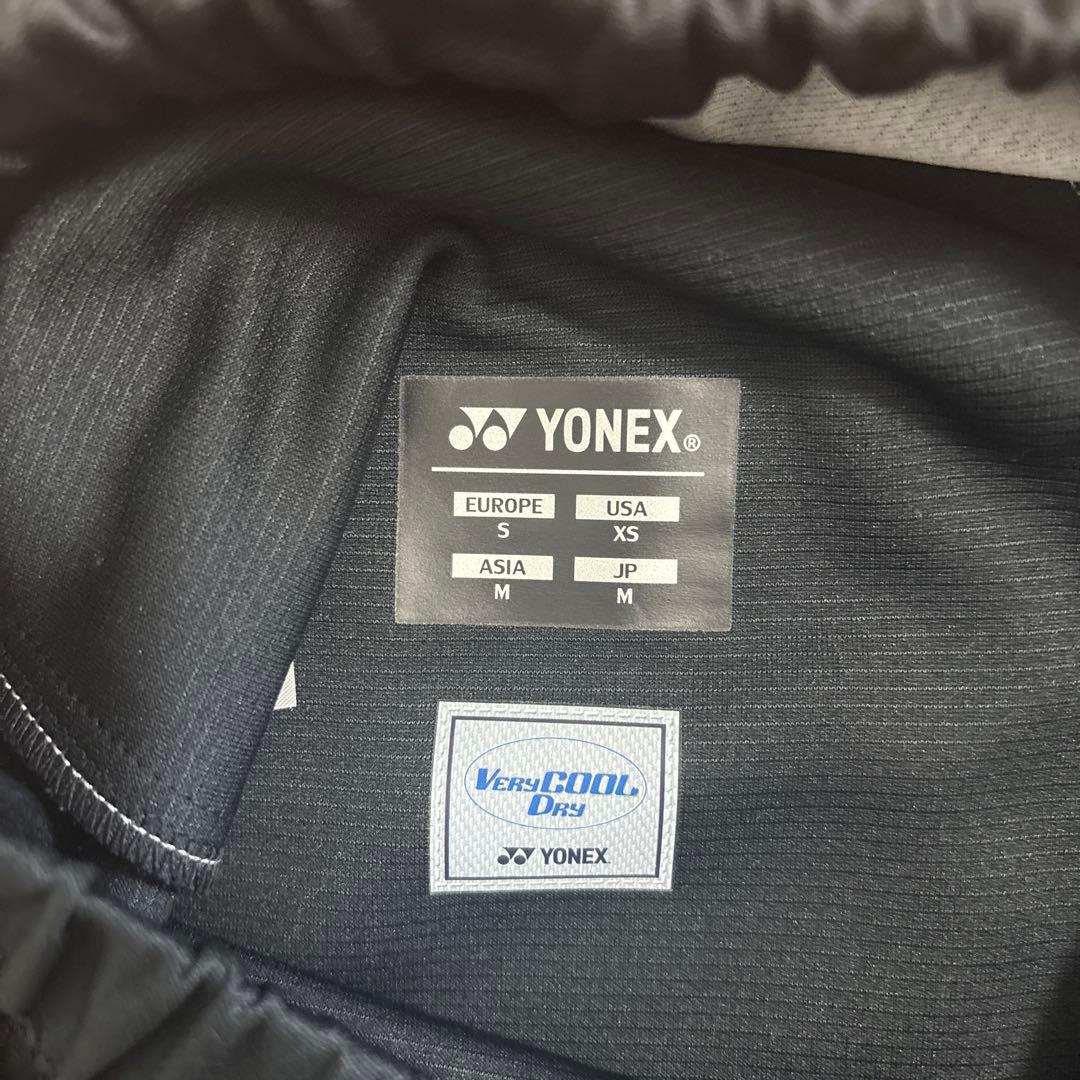 YONEX®
EUROPE USA
S XS
ASIA JP
M M
VERYCOOL
DRY
YONEX